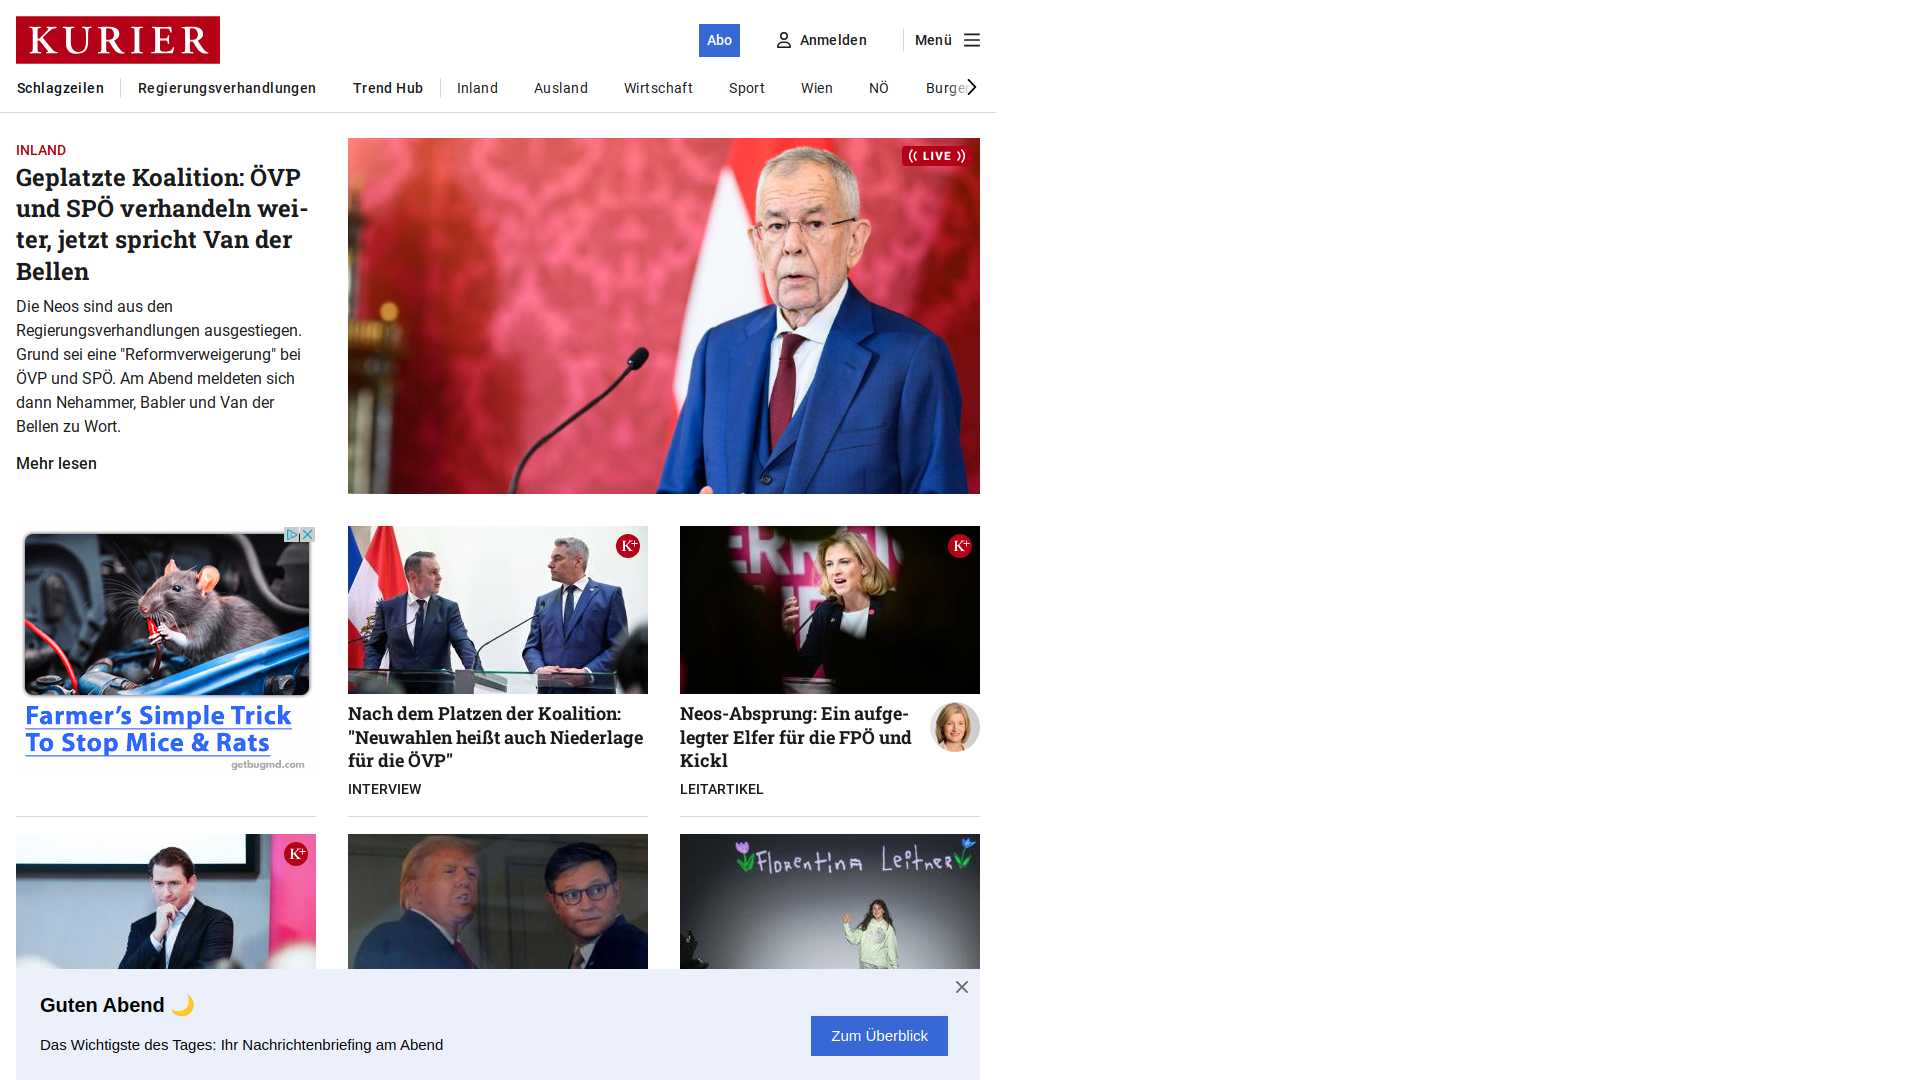 KURIER
Abo
Anmelden
Menü
Schlagzeilen
Regierungsverhandlungen
Trend Hub
Inland
Ausland
Wirtschaft
Sport
Wien
NÖ
INLAND
Geplatzte Koalition: ÖVP
und SPÖ verhandeln wei-
ter, jetzt spricht Van der
Bellen
Die Neos sind aus den
Regierungsverhandlungen ausgestiegen.
Grund sei eine "Reformverweigerung" bei
ÖVP und SPÖ. Am Abend meldeten sich
dann Nehammer, Babler und Van der
Bellen zu Wort.
Mehr lesen
LIVE
Farmer's Simple Trick
To Stop Mice & Rats
getbugmd.com
K+
Nach dem Platzen der Koalition:
"Neuwahlen heißt auch Niederlage
für die ÖVP"
INTERVIEW
K+
Neos-Absprung: Ein aufge-
legter Elfer für die FPÖ und
Kickl
LEITARTIKEL
K+
Florentina Leitner
Guten Abend 🌙
Das Wichtigste des Tages: Ihr Nachrichtenbriefing am Abend
Zum Überblick